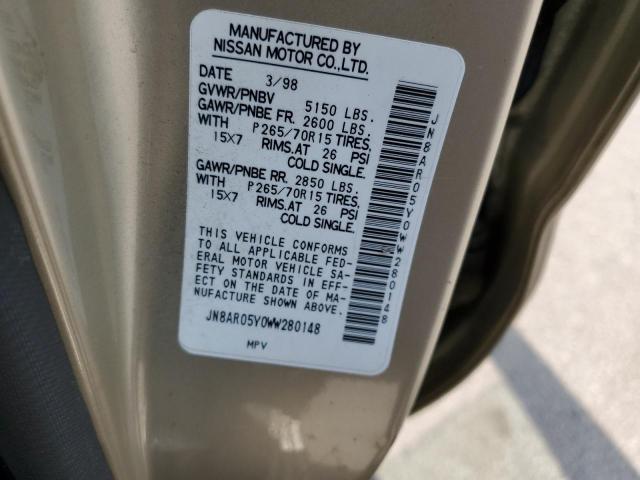 MANUFACTURED BY
NISSAN MOTOR CO.,LTD.
DATE 3/98
GVWR/PNBV 5150 LBS.
GAWR/PNBE FR. 2600 LBS.
WITH P265/70R15 TIRES,
15X7 RIMS.AT 26 PSI
COLD SINGLE.
GAWR/PNBE RR. 2850 LBS.
WITH P265/70R15 TIRES,
15X7 RIMS.AT 26 PSI
COLD SINGLE.
THIS VEHICLE CONFORMS
TO ALL APPLICABLE FED-
ERAL MOTOR VEHICLE SA-
FETY STANDARDS IN EFF-
ECT ON THE DATE OF MA-
NUFACTURE SHOWN ABOVE.
JN8AR05Y0WW280148
MPV
JN8AR05Y0WW280148